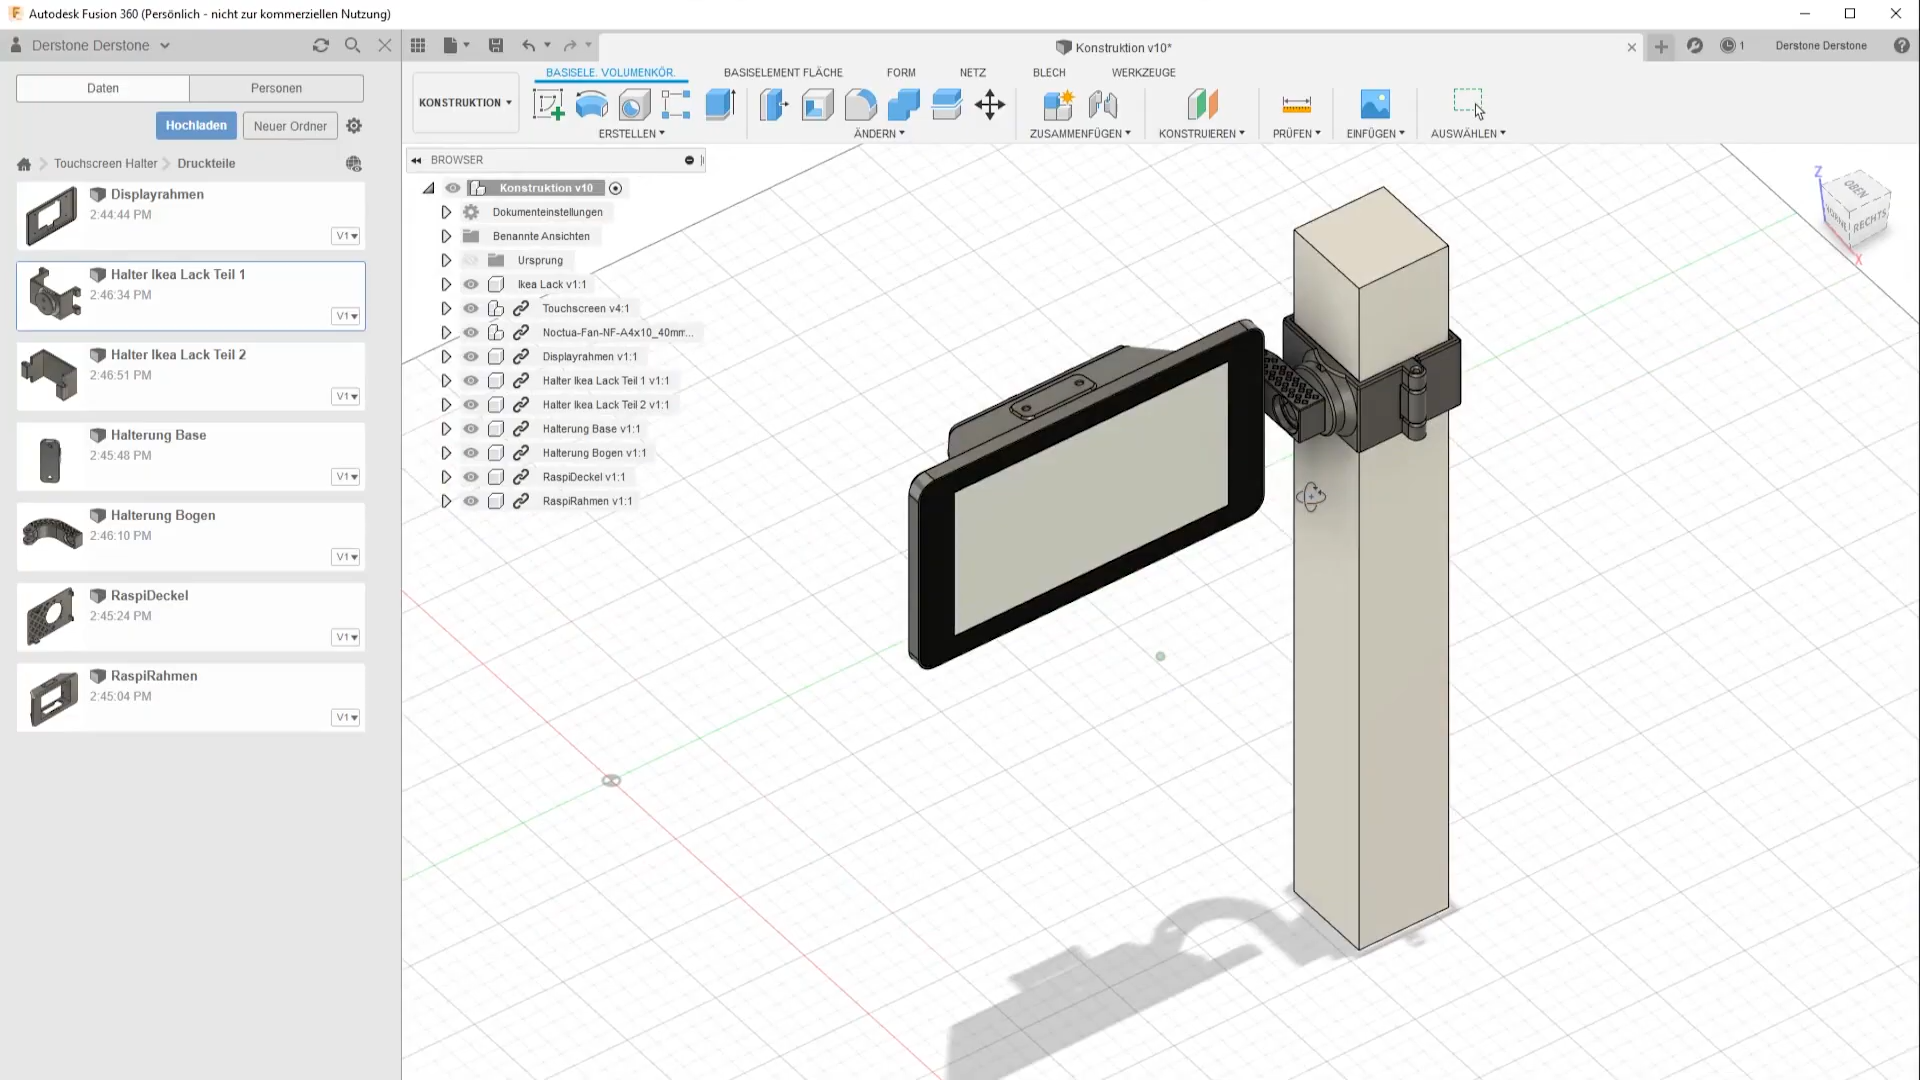 Autodesk Fusion 360 (Persönlich - nicht zur kommerziellen Nutzung)
Derstone Derstone
Konstruktion v10*
1
Derstone Derstone
Daten
Personen
Hochladen
Neuer Ordner
Touchscreen Halter
Druckteile
Displayrahmen
2:44:44 PM
V1
Halter Ikea Lack Teil 1
2:46:34 PM
V1
Halter Ikea Lack Teil 2
2:46:51 PM
V1
Halterung Base
2:45:48 PM
V1
Halterung Bogen
2:46:10 PM
V1
RaspiDeckel
2:45:24 PM
V1
RaspiRahmen
2:45:04 PM
V1
KONSTRUKTION
BASISELE. VOLUMENKÖR.
BASISELEMENT FLÄCHE
FORM
NETZ
BLECH
WERKZEUGE
ERSTELLEN
ÄNDERN
ZUSAMMENFÜGEN
KONSTRUIEREN
PRÜFEN
EINFÜGEN
AUSWÄHLEN
BROWSER
Konstruktion v10
Dokumenteinstellungen
Benannte Ansichten
Ursprung
Ikea Lack v1:1
Touchscreen v4:1
Noctua-Fan-NF-A4x10_40mm...
Displayrahmen v1:1
Halter Ikea Lack Teil 1 v1:1
Halter Ikea Lack Teil 2 v1:1
Halterung Base v1:1
Halterung Bogen v1:1
RaspiDeckel v1:1
RaspiRahmen v1:1
Z
OBEN
RECHTS
X